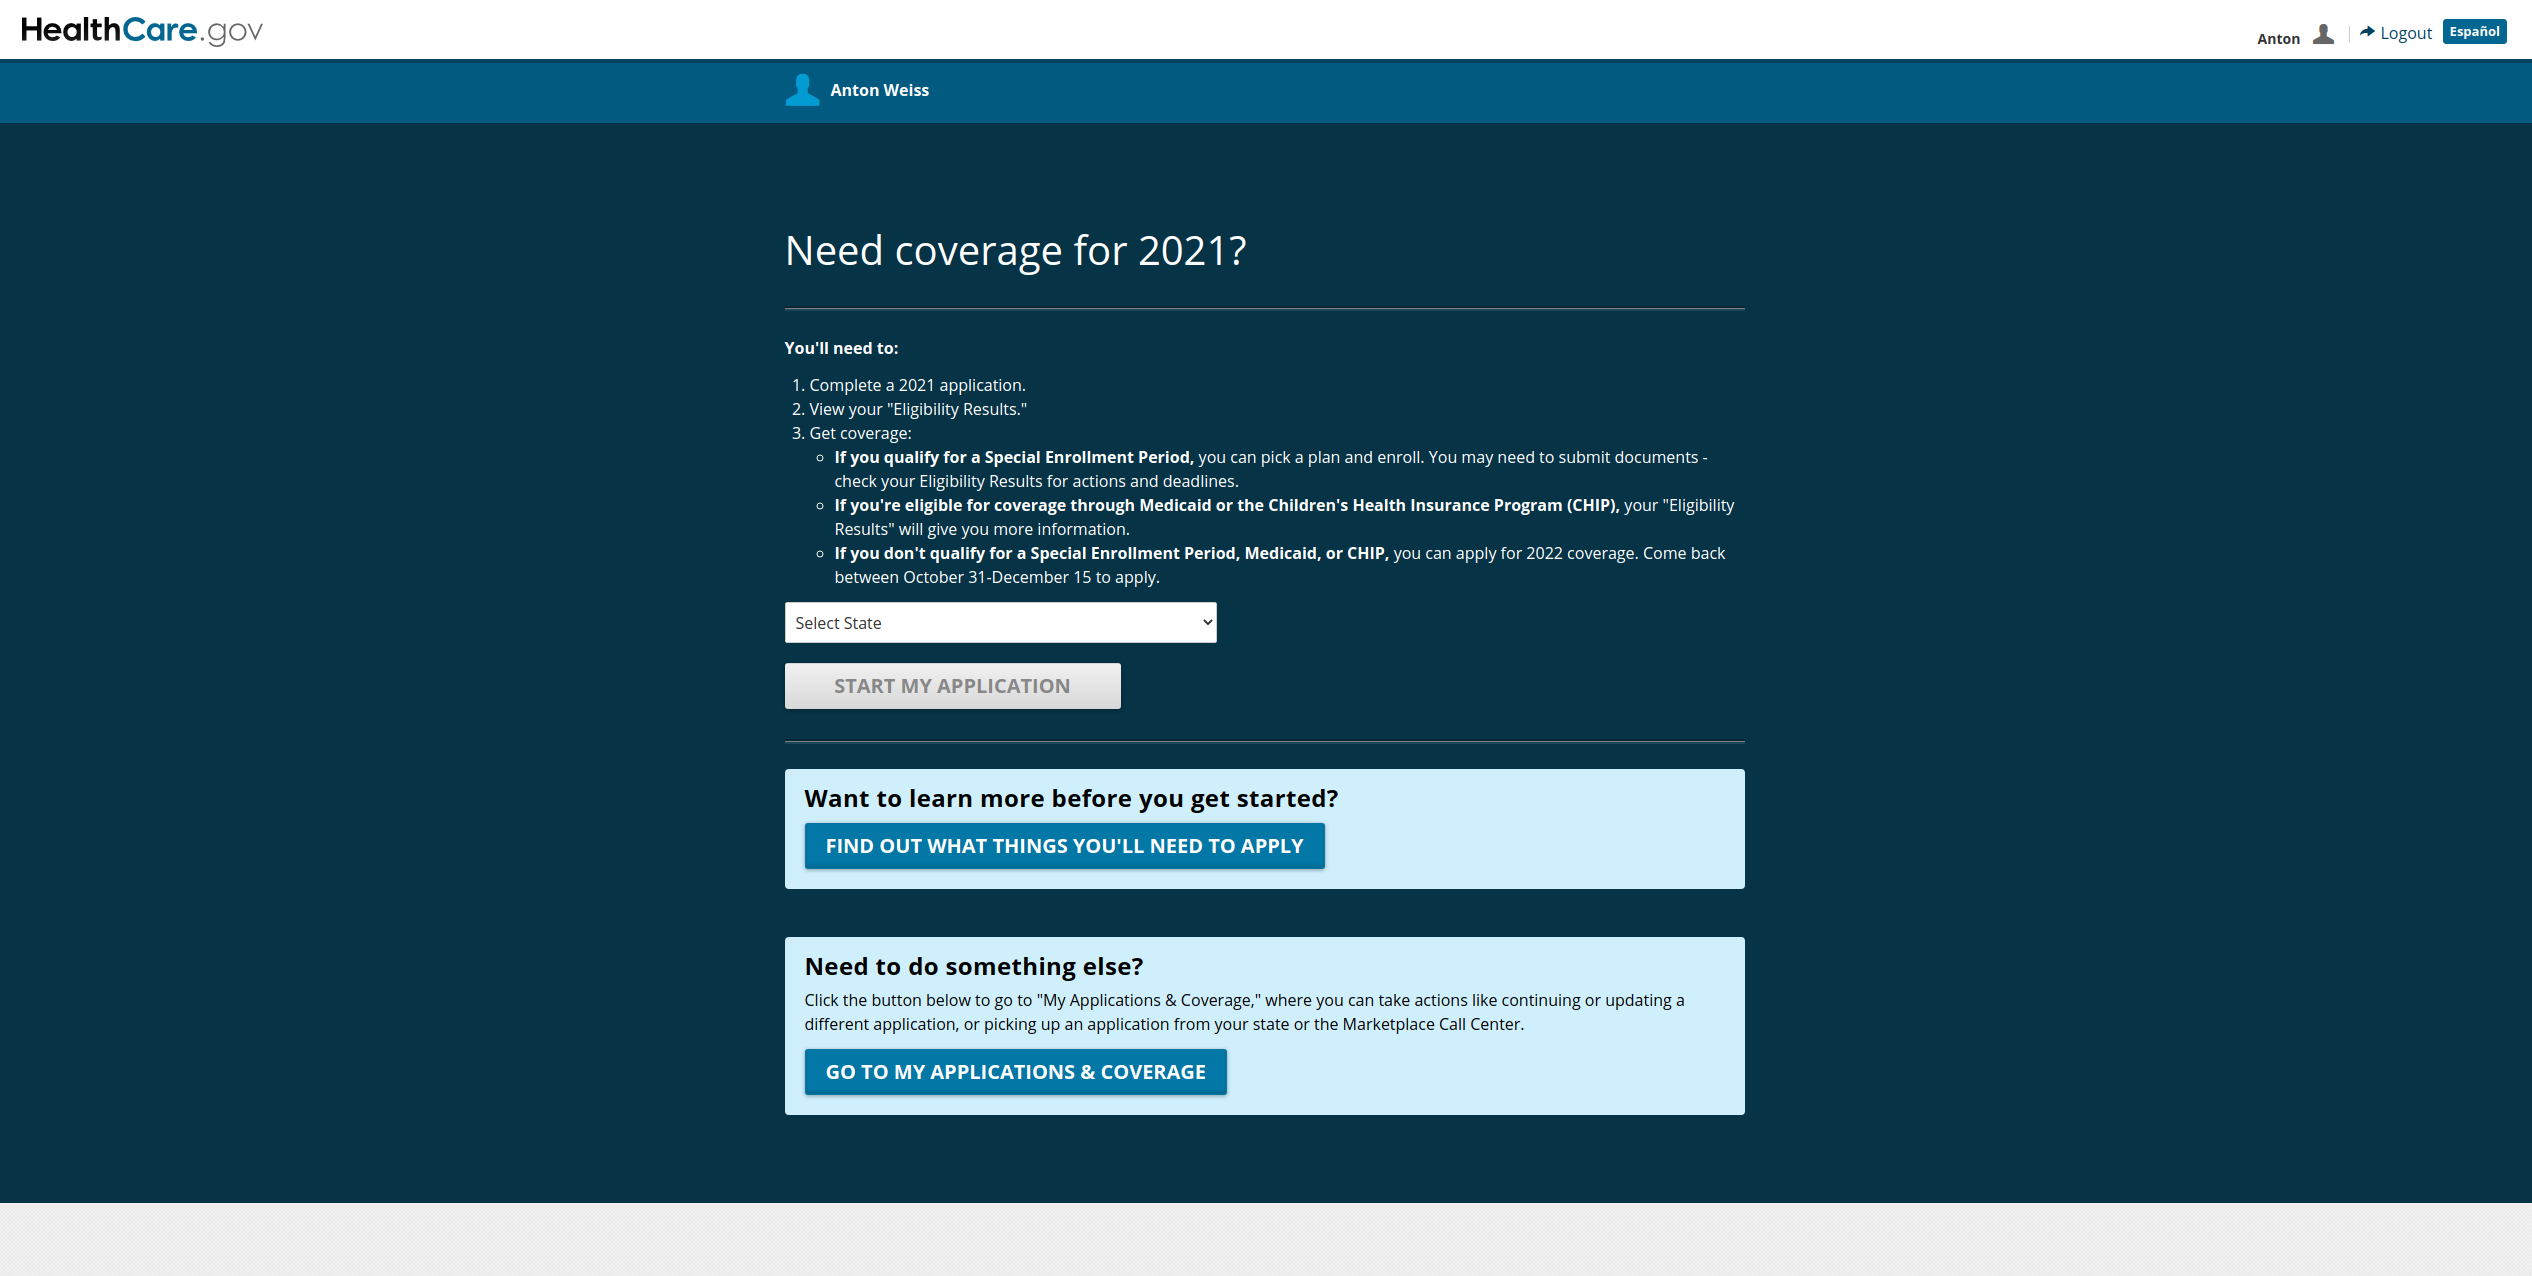 HealthCare.gov
Anton
Logout
Español
Anton Weiss
Need coverage for 2021?
You'll need to:
1. Complete a 2021 application.
2. View your "Eligibility Results."
3. Get coverage:
If you qualify for a Special Enrollment Period, you can pick a plan and enroll. You may need to submit documents -
check your Eligibility Results for actions and deadlines.
If you're eligible for coverage through Medicaid or the Children's Health Insurance Program (CHIP), your "Eligibility
Results" will give you more information.
If you don't qualify for a Special Enrollment Period, Medicaid, or CHIP, you can apply for 2022 coverage. Come back
between October 31-December 15 to apply.
Select State
START MY APPLICATION
Want to learn more before you get started?
FIND OUT WHAT THINGS YOU'LL NEED TO APPLY
Need to do something else?
Click the button below to go to "My Applications & Coverage," where you can take actions like continuing or updating a
different application, or picking up an application from your state or the Marketplace Call Center.
GO TO MY APPLICATIONS & COVERAGE